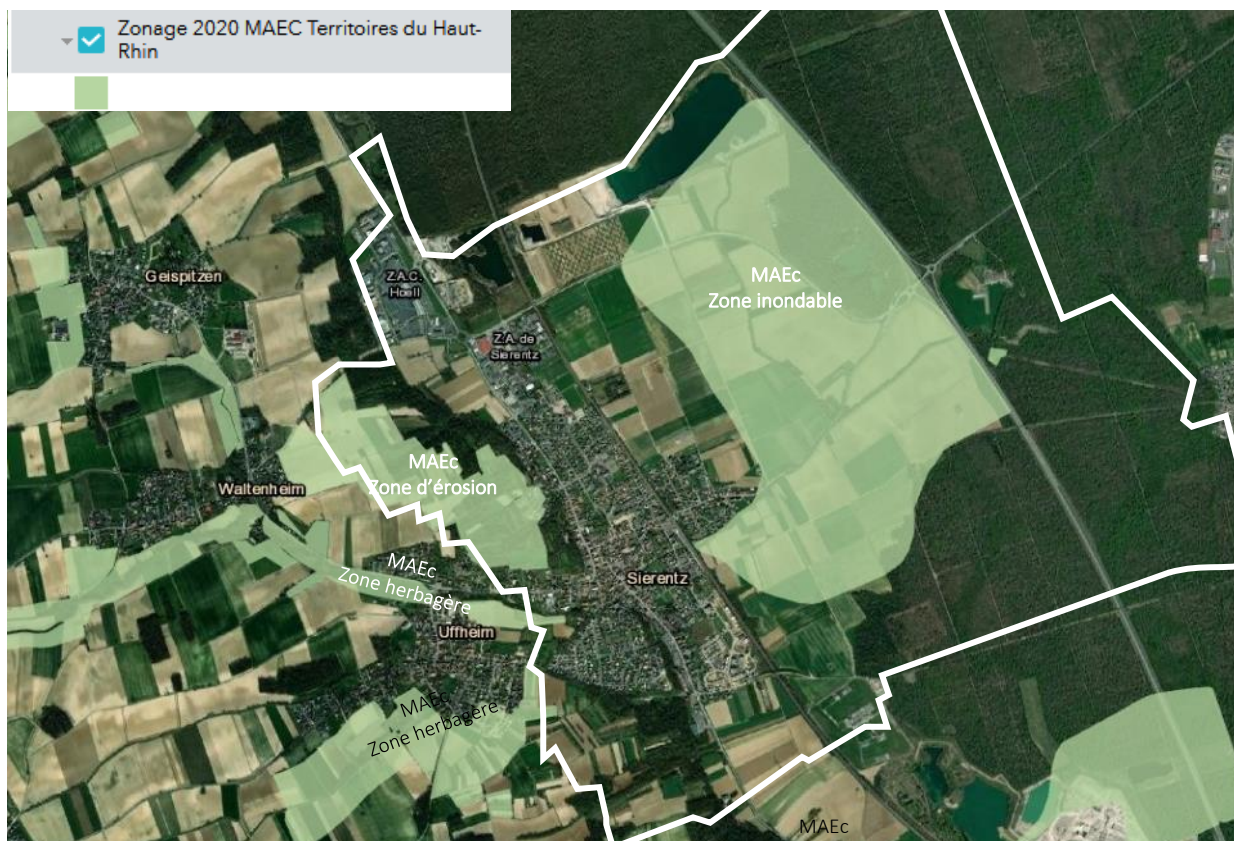 Zonage 2020 MAEC Territoires du Haut-
Rhin
Geispitzen
Z.A.C.
Hoell
MAEc
Zone inondable
Z.A. de
Sierentz
MAEc
Zone d'érosion
Waltenheim
MAEc
Zone herbagère
Sierentz
Uffheim
MAEc
Zone herbagère
MAEc